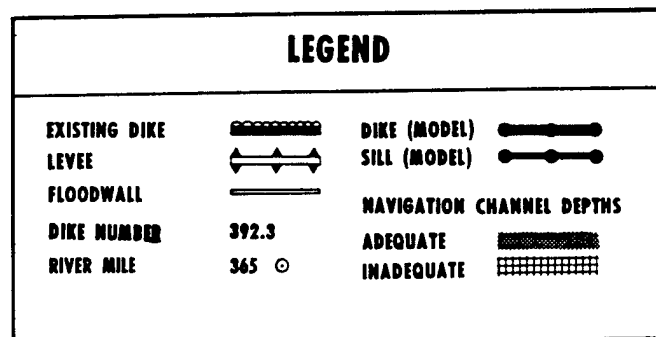 LEGEND
EXISTING DIKE
LEVEE
FLOODWALL
DIKE NUMBER 392.3
RIVER MILE 365
DIKE (MODEL)
SILL (MODEL)
NAVIGATION CHANNEL DEPTHS
ADEQUATE
INADEQUATE